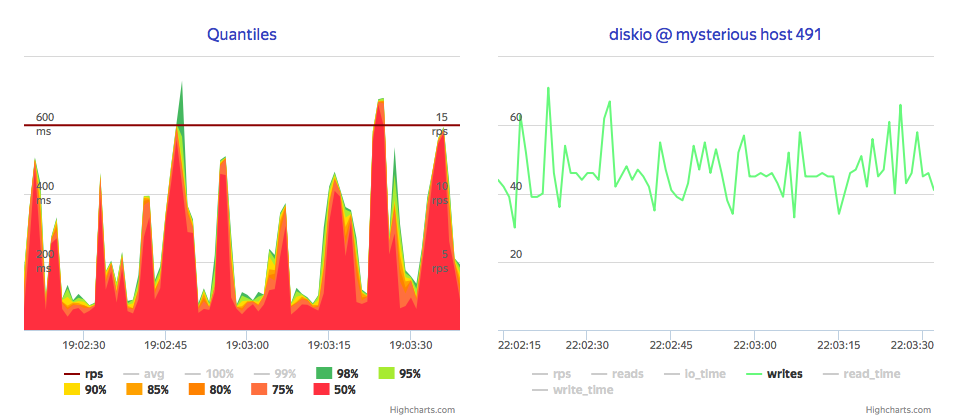 Quantiles
600 ms
400 ms
200 ms
15 rps
10 rps
5 rps
19:02:30 19:02:45 19:03:00 19:03:15 19:03:30
rps avg 100% 99% 98% 95%
90% 85% 80% 75% 50%
Highcharts.com
diskio @ mysterious host 491
60
40
20
22:02:15 22:02:30 22:02:45 22:03:00 22:03:15 22:03:30
rps reads io_time writes read_time
write_time
Highcharts.com